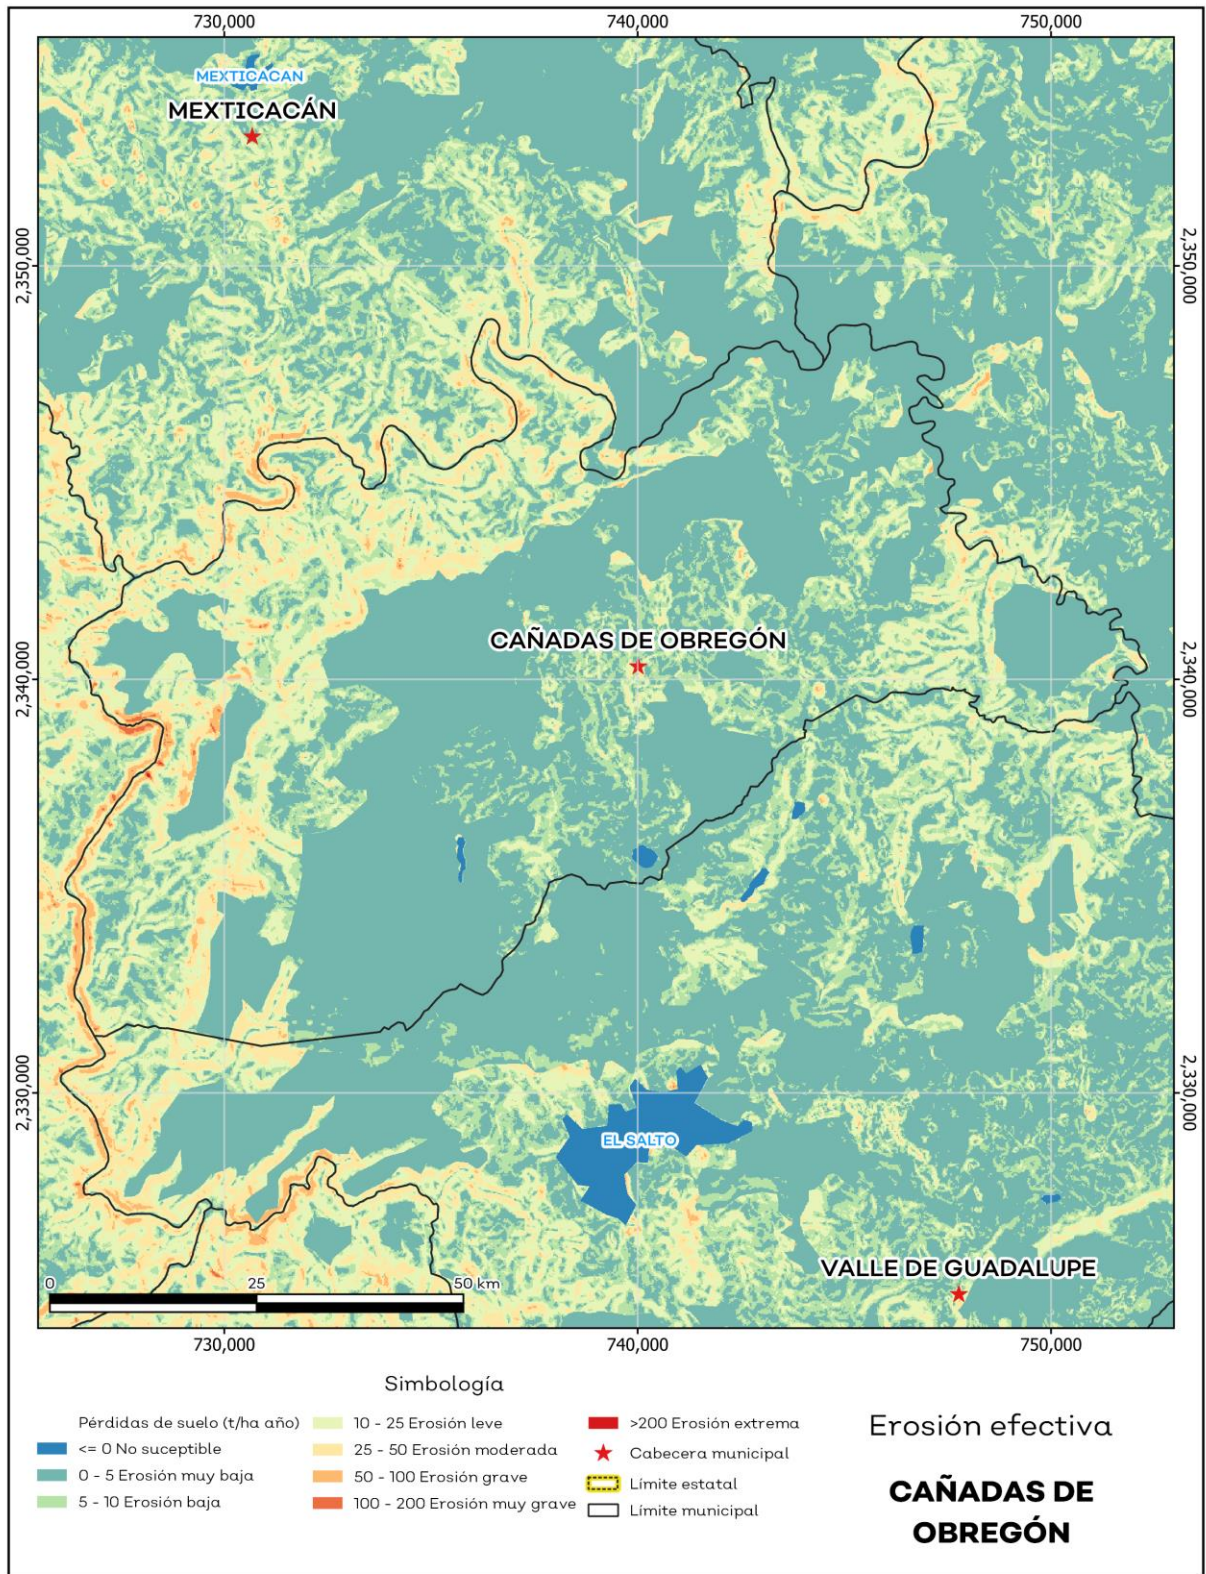 730,000
740,000
750,000
MEXTICACAN
MEXTICACÁN
2,350,000
2,350,000
CAÑADAS DE OBREGÓN
2,340,000
2,340,000
2,330,000
2,330,000
EL SALTO
VALLE DE GUADALUPE
0
25
50 km
730,000
740,000
750,000
Simbología
Pérdidas de suelo (t/ha año)
<= 0 No suceptible
0 - 5 Erosión muy baja
5 - 10 Erosión baja
10 - 25 Erosión leve
25 - 50 Erosión moderada
50 - 100 Erosión grave
100 - 200 Erosión muy grave
>200 Erosión extrema
Cabecera municipal
Límite estatal
Límite municipal
Erosión efectiva
CAÑADAS DE
OBREGÓN